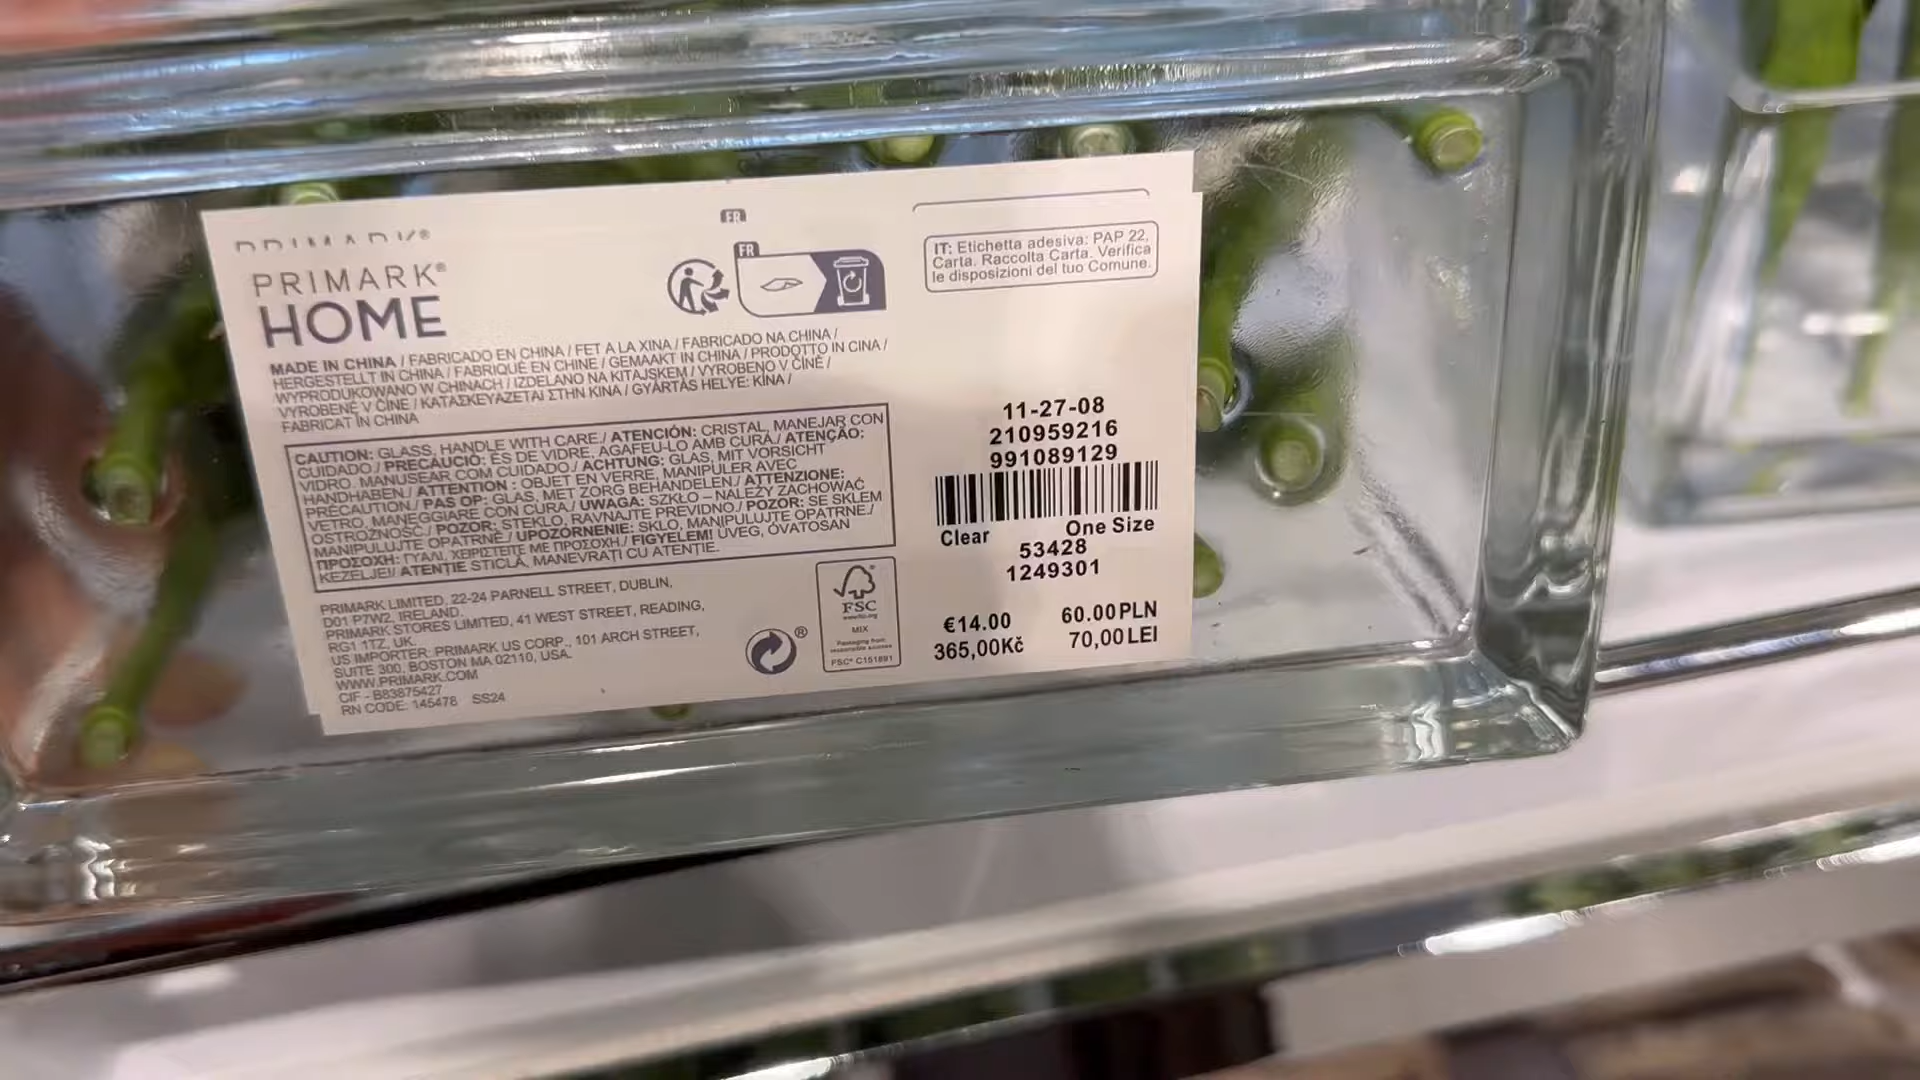 PRIMARK®
PRIMARK®
HOME
MADE IN CHINA / FABRICADO EN CHINA / FET A LA XINA / FABRICADO NA CHINA /
HERGESTELLT IN CHINA / FABRIQUÉ EN CHINE / GEMAAKT IN CHINA / PRODOTTO IN CINA /
WYPRODUKOWANO W CHINACH / IZDELANO NA KITAJSKEM / VYROBENO V ČÍNĚ /
VYROBENÉ V ČÍNE / ΚΑΤΑΣΚΕΥΑΖΕΤΑΙ ΣΤΗΝ ΚΙΝΑ / GYÁRTÁS HELYE: KÍNA /
FABRICAT ÎN CHINA
CAUTION: GLASS, HANDLE WITH CARE./ ATENCIÓN: CRISTAL, MANEJAR CON
CUIDADO./ PRECAUCIÓ: ÉS DE VIDRE, AGAFEU-LO AMB CURA./ ATENÇÃO:
VIDRO. MANUSEAR COM CUIDADO./ ACHTUNG: GLAS, MIT VORSICHT
HANDHABEN./ ATTENTION : OBJET EN VERRE, MANIPULER AVEC
PRÉCAUTION./ PAS OP: GLAS, MET ZORG BEHANDELEN./ ATTENZIONE:
VETRO, MANEGGIARE CON CURA./ UWAGA: SZKŁO – NALEŻY ZACHOWAĆ
OSTROŻNOŚĆ./ POZOR: STEKLO, RAVNAJTE PREVIDNO./ POZOR: SE SKLEM
MANIPULUJTE OPATRNĚ./ UPOZORNENIE: SKLO, MANIPULUJTE OPATRNE./
ΠΡΟΣΟΧΗ: ΓΥΑΛΙ, ΧΕΙΡΙΣΤΕΙΤΕ ΜΕ ΠΡΟΣΟΧΗ./ FIGYELEM! ÜVEG, ÓVATOSAN
KEZELJE!/ ATENȚIE STICLĂ, MANEVRAȚI CU ATENȚIE.
PRIMARK LIMITED, 22-24 PARNELL STREET, DUBLIN,
D01 P7W2, IRELAND.
PRIMARK STORES LIMITED, 41 WEST STREET, READING,
RG1 1TZ, UK.
US IMPORTER: PRIMARK US CORP., 101 ARCH STREET,
SUITE 300, BOSTON MA 02110, USA.
WWW.PRIMARK.COM
CIF - B83875427
RN CODE: 145478 SS24
FR
FR
®
FSC
www.fsc.org
MIX
Packaging from
responsible sources
FSC® C151891
IT: Etichetta adesiva: PAP 22,
Carta. Raccolta Carta. Verifica
le disposizioni del tuo Comune.
11-27-08
210959216
991089129
Clear One Size
53428
1249301
€14.00 60.00PLN
365,00Kč 70,00LEI